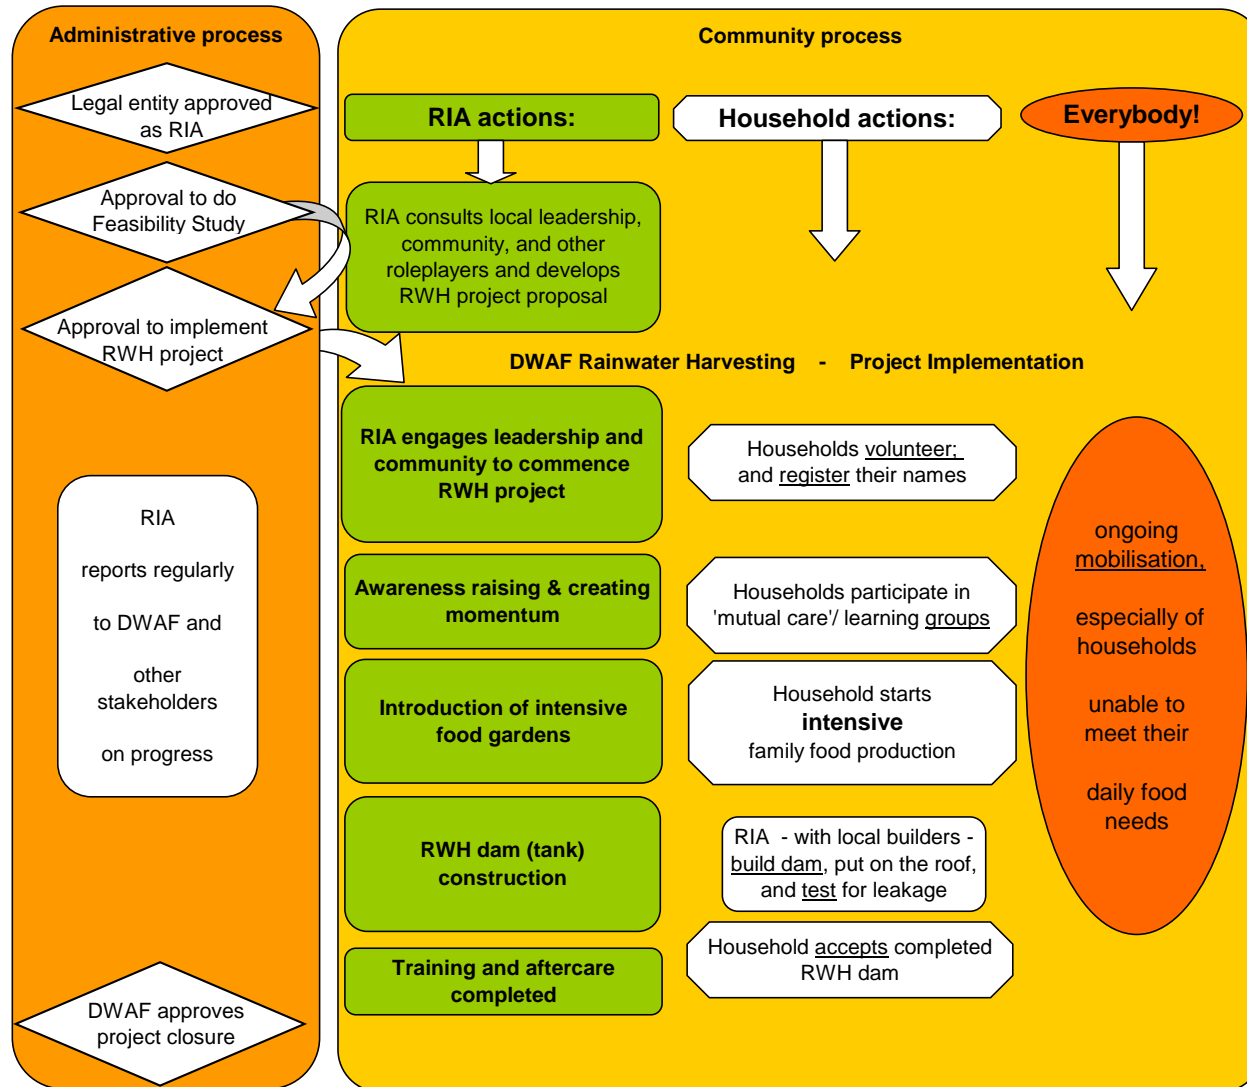 Administrative process
Legal entity approved
as RIA
Approval to do
Feasibility Study
Approval to implement
RWH project
RIA
reports regularly
to DWAF and
other
stakeholders
on progress
DWAF approves
project closure
Community process
RIA actions:
RIA consults local leadership,
community, and other
roleplayers and develops
RWH project proposal
Household actions:
Everybody!
DWAF Rainwater Harvesting - Project Implementation
RIA engages leadership and
community to commence
RWH project
Households volunteer;
and register their names
Awareness raising & creating
momentum
Households participate in
'mutual care'/ learning groups
Introduction of intensive
food gardens
Household starts
intensive
family food production
RWH dam (tank)
construction
RIA - with local builders -
build dam, put on the roof,
and test for leakage
Training and aftercare
completed
Household accepts completed
RWH dam
ongoing
mobilisation,
especially of
households
unable to
meet their
daily food
needs